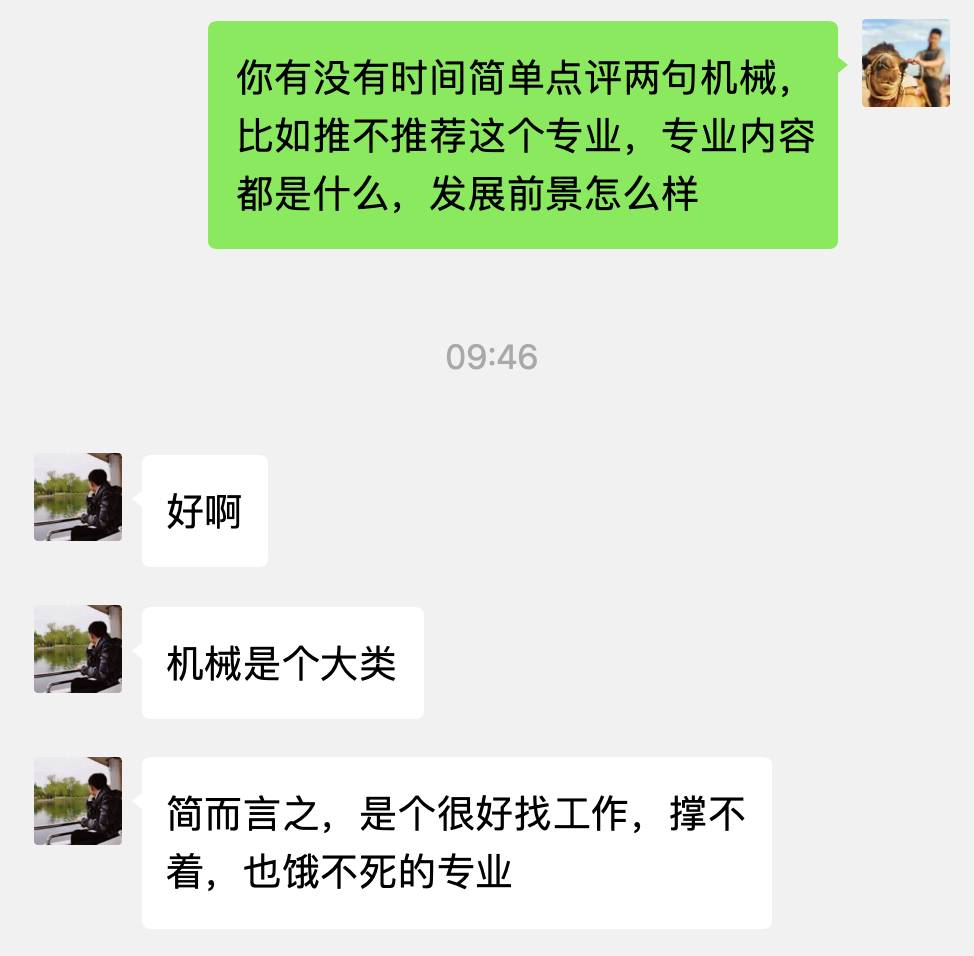 你有没有时间简单点评两句机械，
比如推不推荐这个专业，专业内容
都是什么，发展前景怎么样
09:46
好啊
机械是个大类
简而言之，是个很好找工作，撑不
着，也饿不死的专业